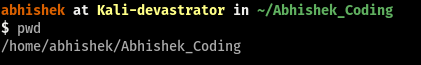 abhishek at Kali-devastrator in ~/Abhishek_Coding
$ pwd
/home/abhishek/Abhishek_Coding